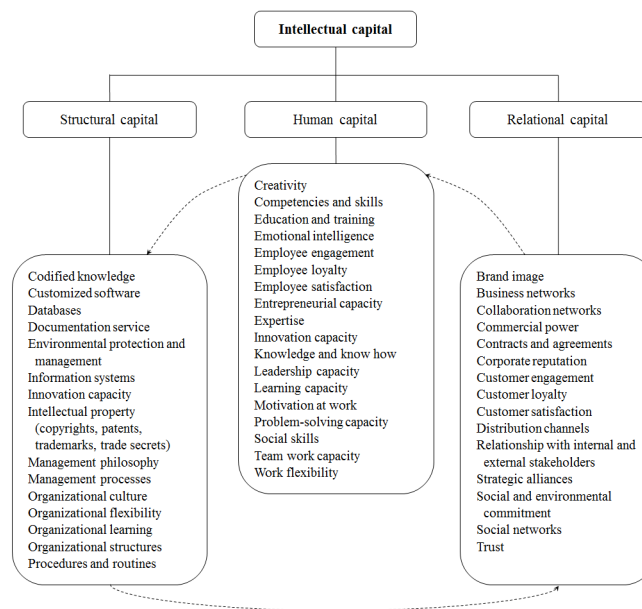 Intellectual capital
Structural capital
Human capital
Relational capital
Creativity
Competencies and skills
Education and training
Emotional intelligence
Employee engagement
Employee loyalty
Employee satisfaction
Entrepreneurial capacity
Expertise
Innovation capacity
Knowledge and know how
Leadership capacity
Learning capacity
Motivation at work
Problem-solving capacity
Social skills
Team work capacity
Work flexibility
Codified knowledge
Customized software
Databases
Documentation service
Environmental protection and
management
Information systems
Innovation capacity
Intellectual property
(copyrights, patents,
trademarks, trade secrets)
Management philosophy
Management processes
Organizational culture
Organizational flexibility
Organizational learning
Organizational structures
Procedures and routines
Brand image
Business networks
Collaboration networks
Commercial power
Contracts and agreements
Corporate reputation
Customer engagement
Customer loyalty
Customer satisfaction
Distribution channels
Relationship with internal and
external stakeholders
Strategic alliances
Social and environmental
commitment
Social networks
Trust